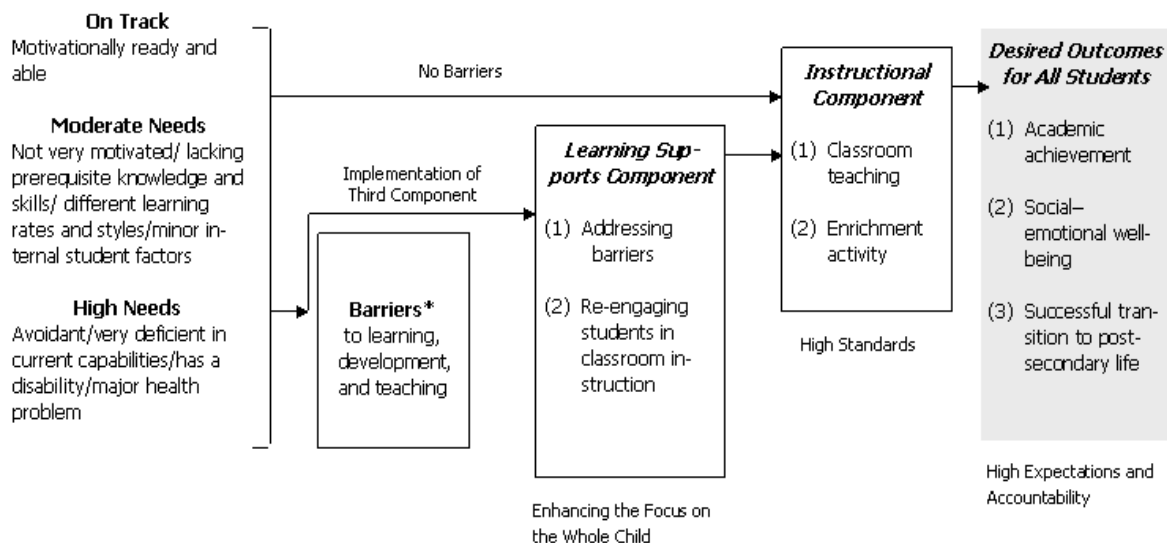 On Track
Motivationally ready and
able
Moderate Needs
Not very motivated/ lacking
prerequisite knowledge and
skills/ different learning
rates and styles/minor in-
ternal student factors
High Needs
Avoidant/very deficient in
current capabilities/has a
disability/major health
problem
No Barriers
Implementation of
Third Component
Barriers*
to learning,
development,
and teaching
Learning Sup-
ports Component
(1) Addressing
barriers
(2) Re-engaging
students in
classroom in-
struction
Enhancing the Focus on
the Whole Child
Instructional
Component
(1) Classroom
teaching
(2) Enrichment
activity
High Standards
Desired Outcomes
for All Students
(1) Academic
achievement
(2) Social–
emotional well-
being
(3) Successful tran-
sition to post-
secondary life
High Expectations and
Accountability